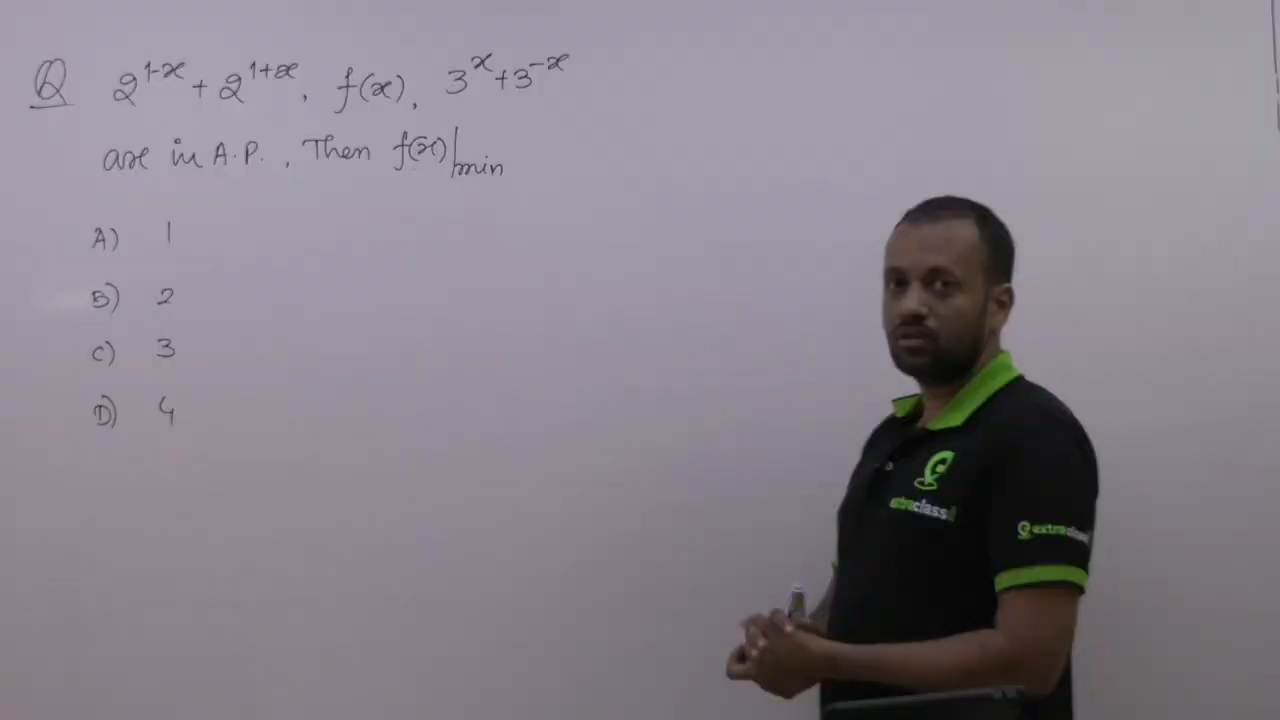 Q 2^{1-x} + 2^{1+x}, f(x), 3^x + 3^{-x}
are in A.P., Then f(x)|min
A) 1
B) 2
C) 3
D) 4
extraclass
extraclass